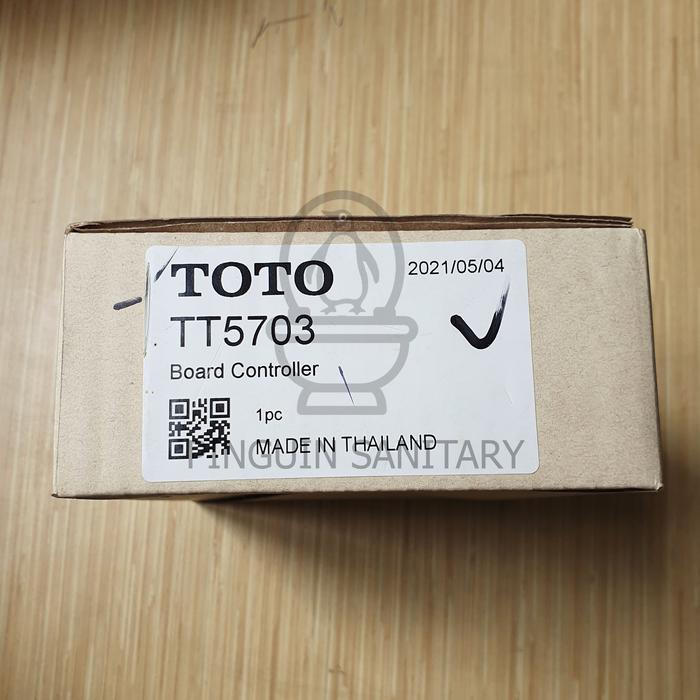 TOTO
2021/05/04
TT5703
Board Controller
1pc
MADE IN THAILAND
PINGUIN SANITARY